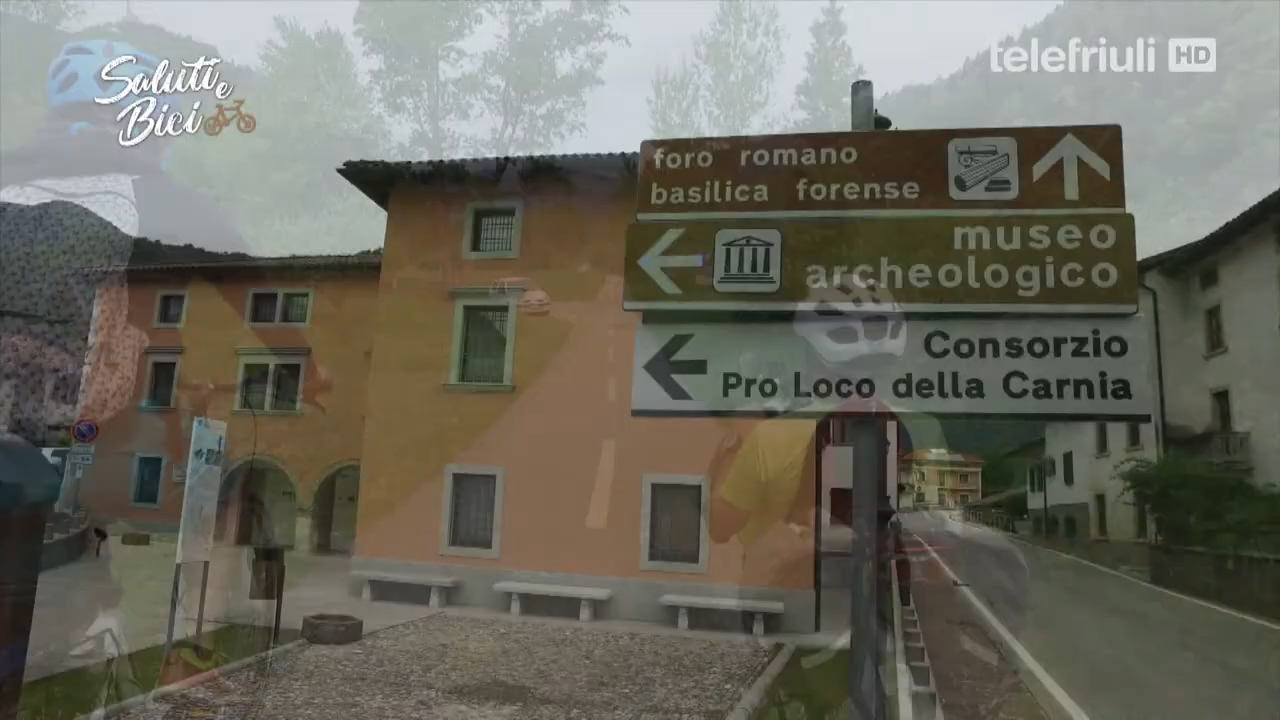 Saluti e
Bici
telefriuli HD
foro romano
basilica forense
museo
archeologico
Consorzio
Pro Loco della Carnia